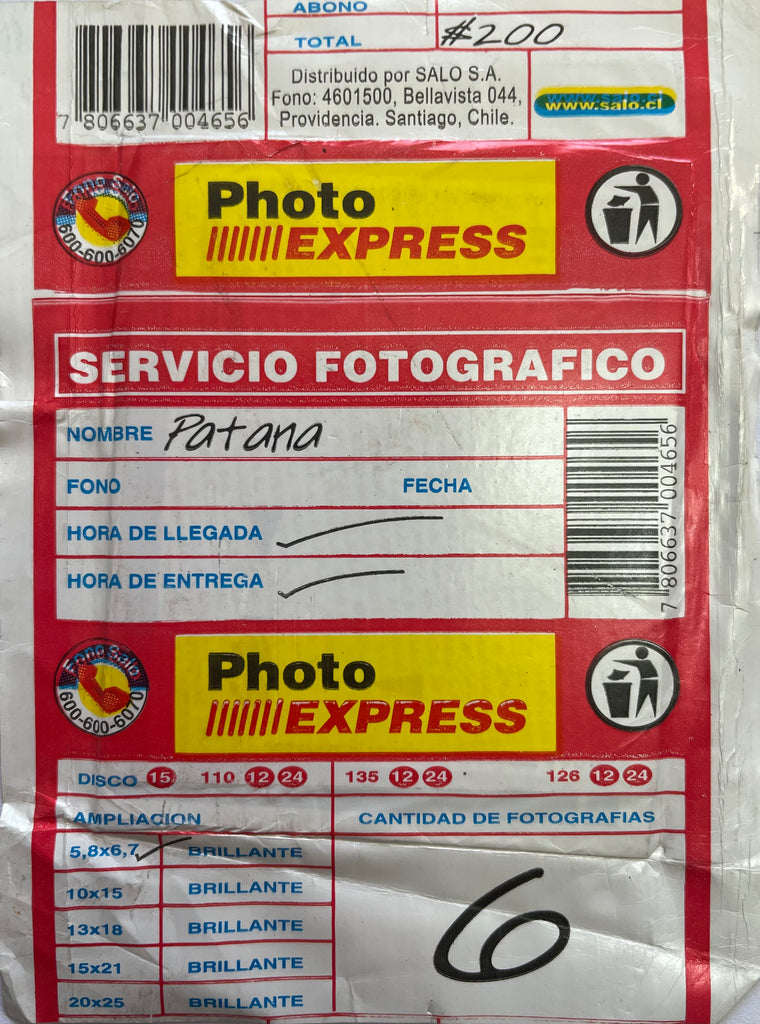 ABONO
TOTAL #200
7 806637 004656
Distribuido por SALO S.A.
Fono: 4601500, Bellavista 044,
Providencia. Santiago, Chile.
www.salo.cl
FonoSalo
600-600-6070
Photo
EXPRESS
SERVICIO FOTOGRAFICO
NOMBRE Patana
FONO FECHA
HORA DE LLEGADA
HORA DE ENTREGA
7 806637 004656
FonoSalo
600-600-6070
Photo
EXPRESS
DISCO 15 110 12 24 135 12 24 126 12 24
AMPLIACION CANTIDAD DE FOTOGRAFIAS
5,8x6,7 BRILLANTE
10x15 BRILLANTE
6
13x18 BRILLANTE
15x21 BRILLANTE
20x25 BRILLANTE